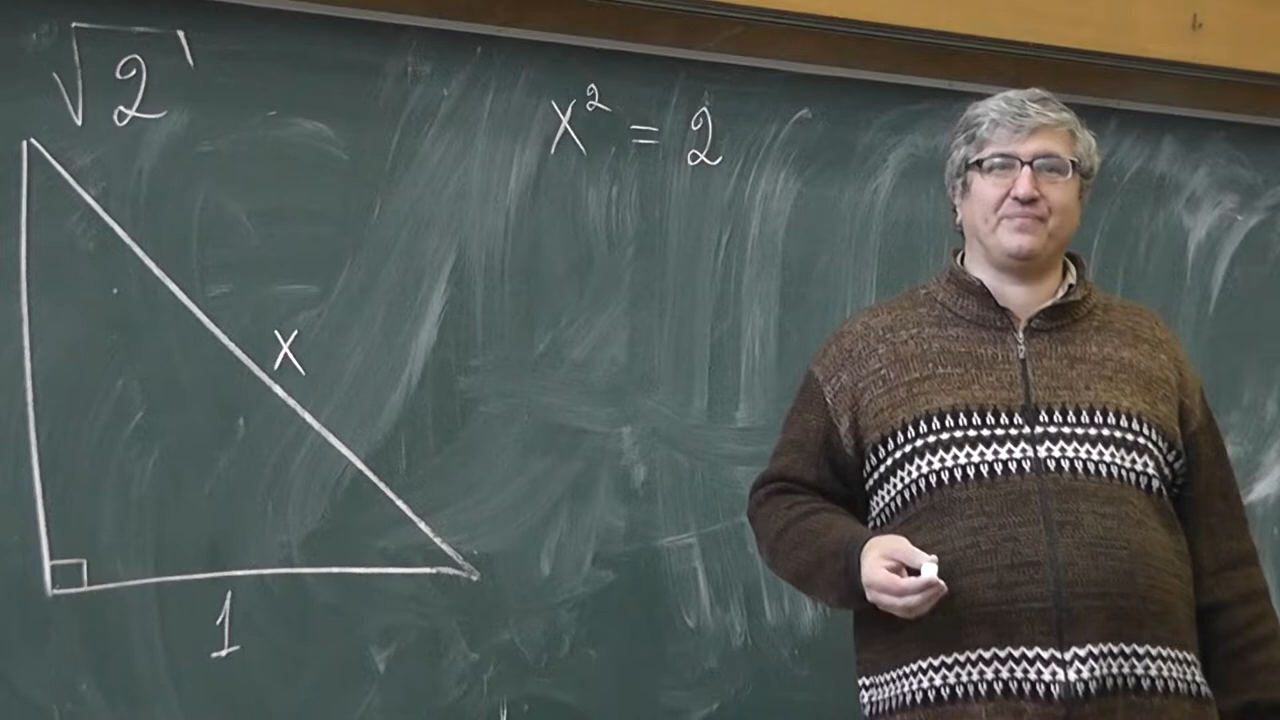 √2
x² = 2
x
1